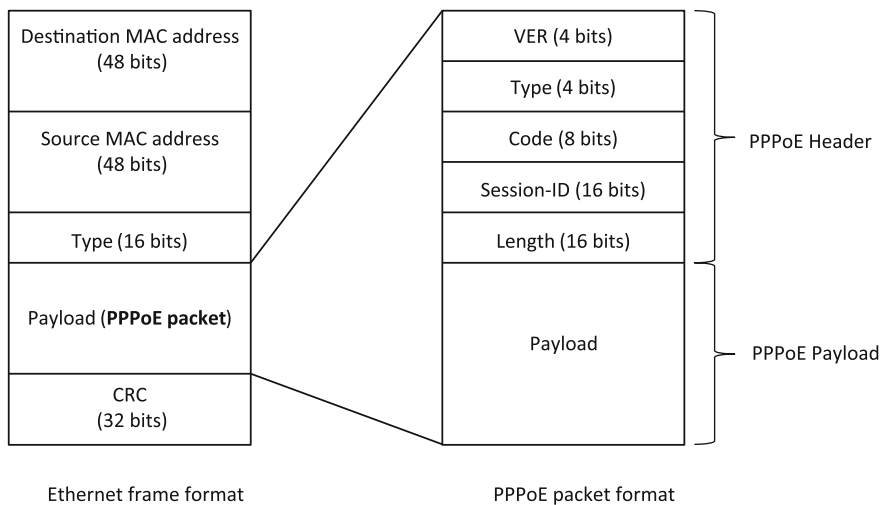 Destination MAC address
(48 bits)
Source MAC address
(48 bits)
Type (16 bits)
Payload (PPPoE packet)
CRC
(32 bits)
Ethernet frame format
VER (4 bits)
Type (4 bits)
Code (8 bits)
Session-ID (16 bits)
Length (16 bits)
Payload
PPPoE packet format
PPPoE Header
PPPoE Payload